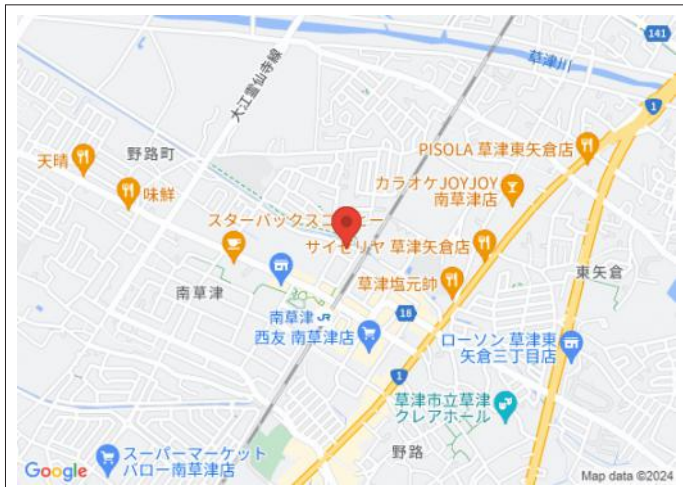 141
草津川
大江霊仙寺線
1
PISOLA 草津東矢倉店
野路町
天晴
味鮮
カラオケJOYJOY
南草津店
スターバックスコーヒー
サイゼリヤ 草津矢倉店
東矢倉
南草津
草津塩元帥
南草津 JR
18
西友 南草津店
ローソン 草津東
矢倉三丁目店
1
草津市立草津
クレアホール
野路
スーパーマーケット
バロー南草津店
Google
Map data ©2024